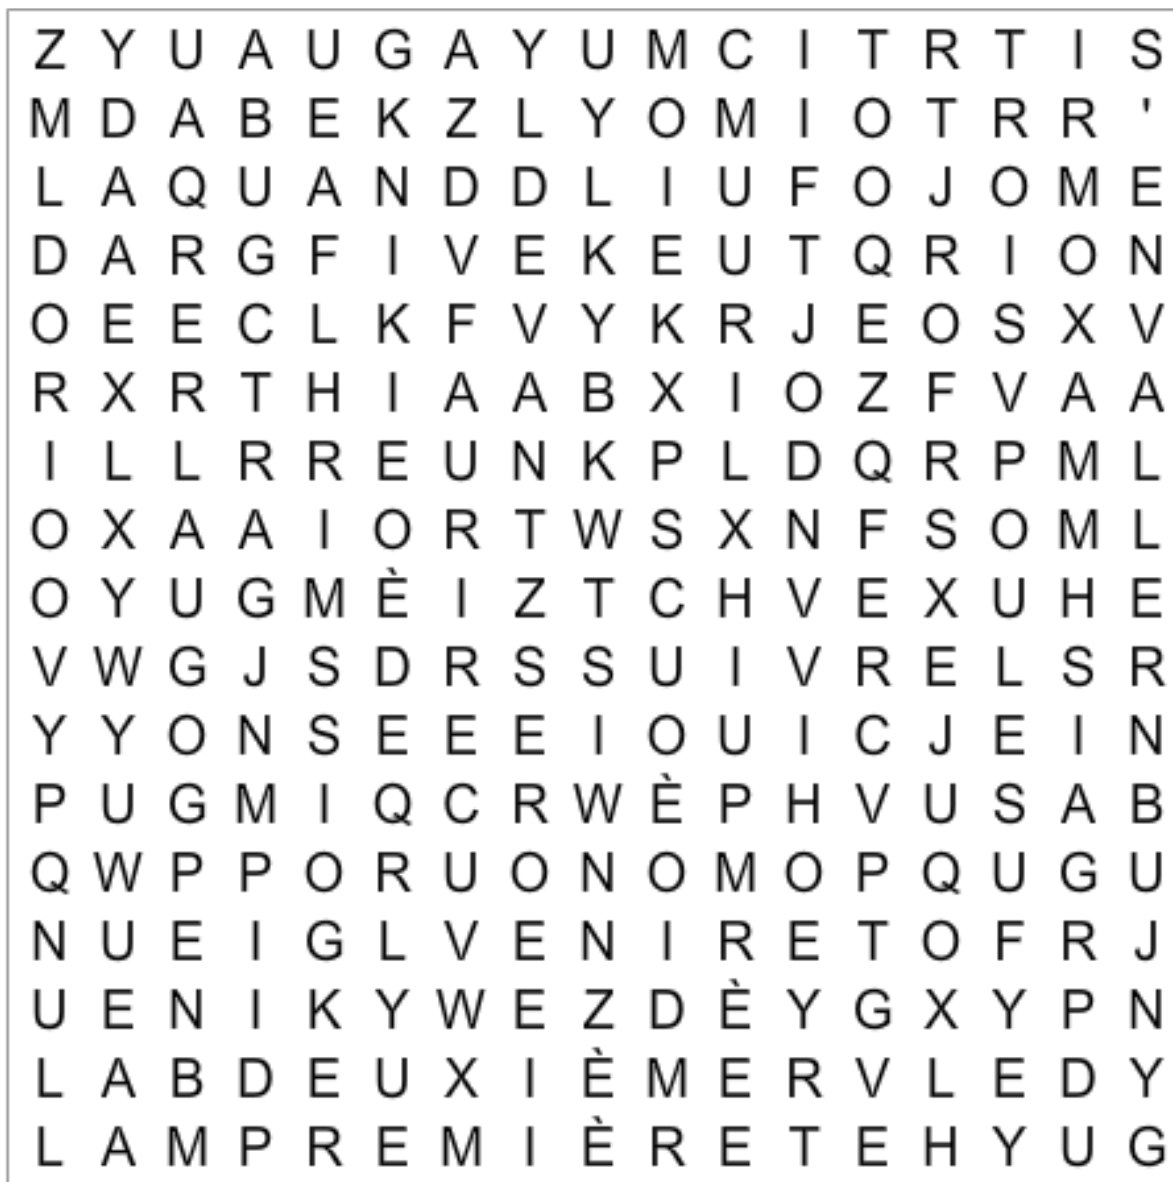 Z Y U A U G A Y U M C I T R T I S
M D A B E K Z L Y O M I O T R R '
L A Q U A N D D L I U F O J O M E
D A R G F I V E K E U T Q R I O N
O E E C L K F V Y K R J E O S X V
R X R T H I A A B X I O Z F V A A
I L L R R E U N K P L D Q R P M L
O X A A I O R T W S X N F S O M L
O Y U G M È I Z T C H V E X U H E
V W G J S D R S S U I V R E L S R
Y Y O N S E E E I O U I C J E I N
P U G M I Q C R W È P H V U S A B
Q W P P O R U O N O M O P Q U G U
N U E I G L V E N I R E T O F R J
U E N I K Y W E Z D È Y G X Y P N
L A B D E U X I È M E R V L E D Y
L A M P R E M I È R E T E H Y U G